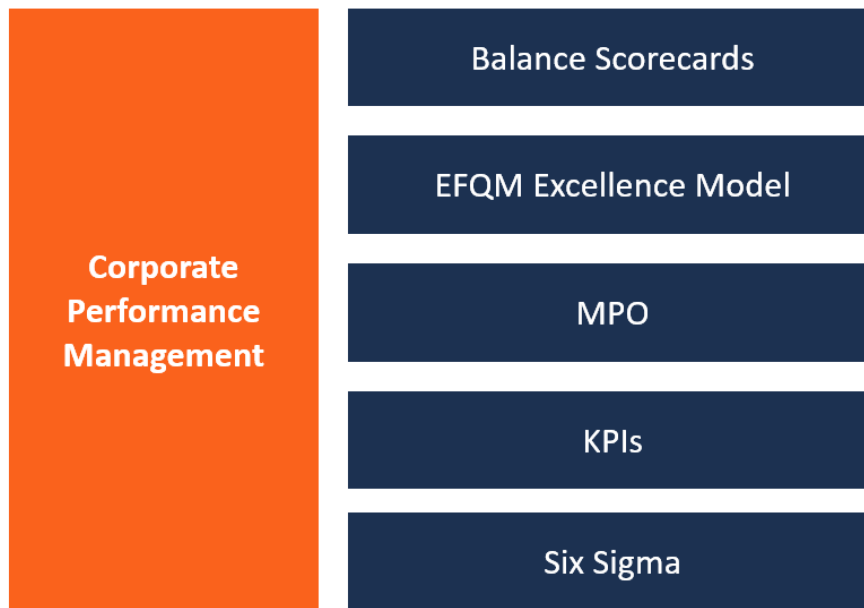 Corporate
Performance
Management
Balance Scorecards
EFQM Excellence Model
MPO
KPIs
Six Sigma